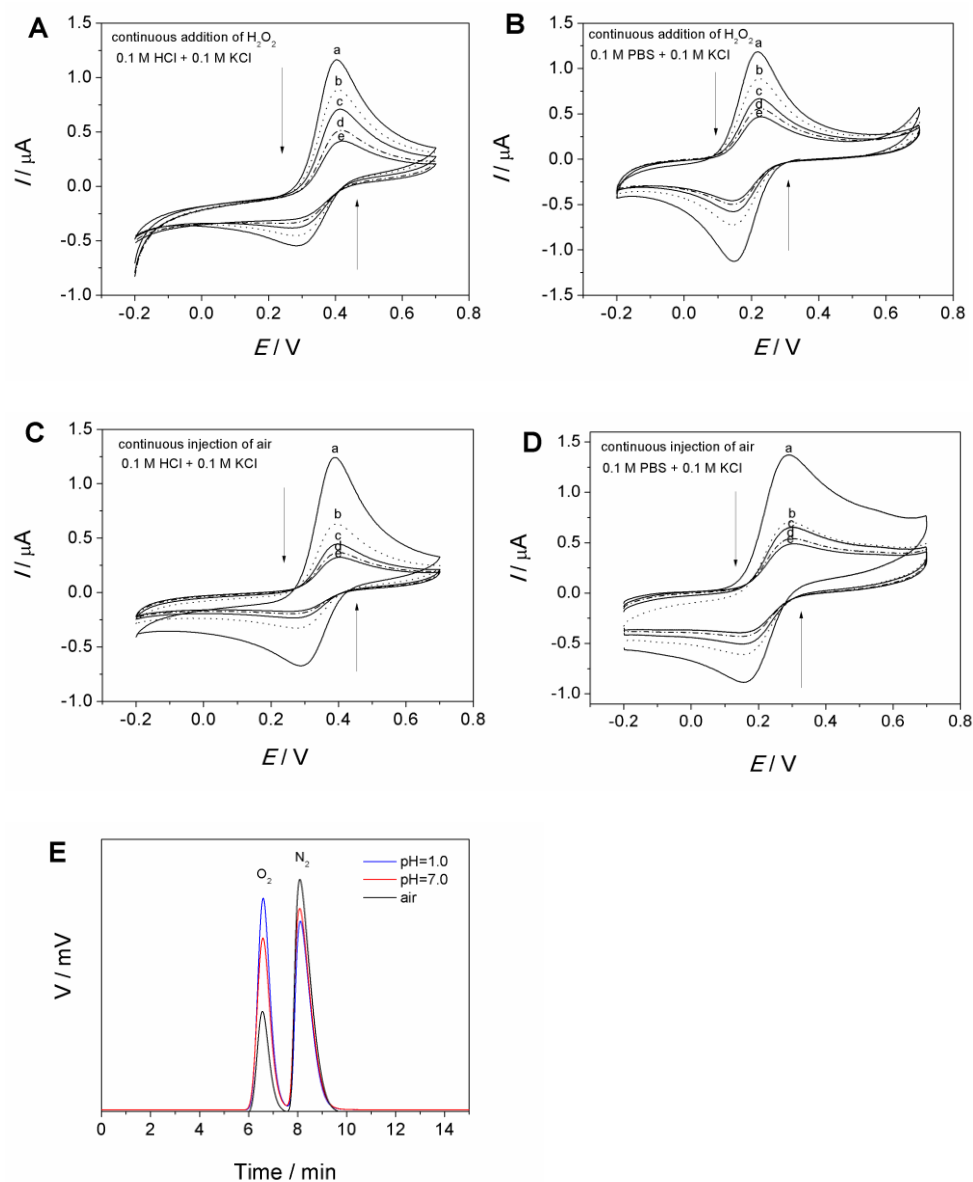 A
continuous addition of H₂O₂
0.1 M HCl + 0.1 M KCl
a
b
c
d
e
I / μA
1.5
1.0
0.5
0.0
-0.5
-1.0
-0.2 0.0 0.2 0.4 0.6 0.8
E / V
B
continuous addition of H₂O₂
0.1 M PBS + 0.1 M KCl
a
b
c
d
e
I / μA
1.5
1.0
0.5
0.0
-0.5
-1.0
-1.5
-0.2 0.0 0.2 0.4 0.6 0.8
E / V
C
continuous injection of air
0.1 M HCl + 0.1 M KCl
a
b
c
d
e
I / μA
1.5
1.0
0.5
0.0
-0.5
-1.0
-0.2 0.0 0.2 0.4 0.6 0.8
E / V
D
continuous injection of air
0.1 M PBS + 0.1 M KCl
a
b
c
d
e
I / μA
1.5
1.0
0.5
0.0
-0.5
-1.0
-0.2 0.0 0.2 0.4 0.6 0.8
E / V
E
O₂
N₂
pH=1.0
pH=7.0
air
V / mV
0 2 4 6 8 10 12 14
Time / min